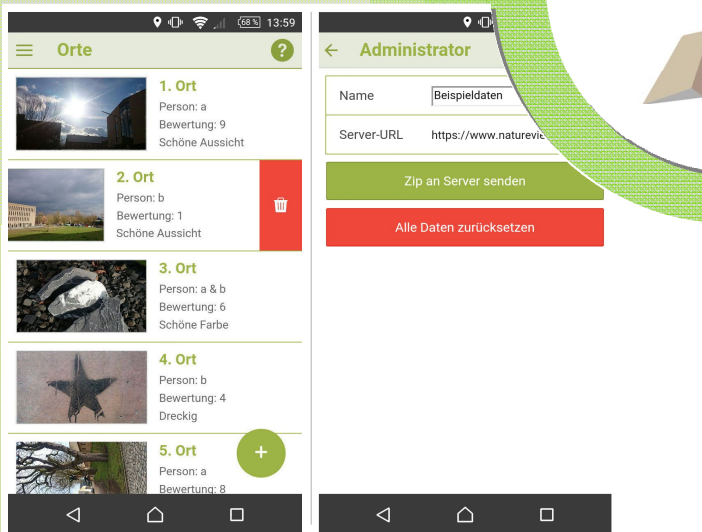 68 % 13:59
Orte
?
1. Ort
Person: a
Bewertung: 9
Schöne Aussicht
2. Ort
Person: b
Bewertung: 1
Schöne Aussicht
3. Ort
Person: a & b
Bewertung: 6
Schöne Farbe
4. Ort
Person: b
Bewertung: 4
Dreckig
5. Ort
Person: a
Bewertung: 8
+
Administrator
Name Beispieldaten
Server-URL https://www.naturevie
Zip an Server senden
Alle Daten zurücksetzen